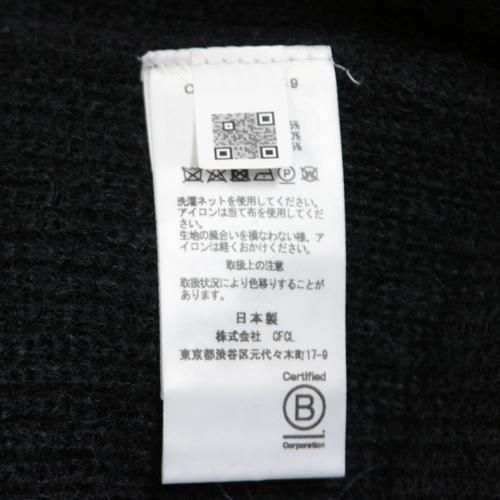 C 9
5%
0%
5%
洗濯ネットを使用してください。
アイロンは当て布を使用してください。
生地の風合いを損なわない様、ア
イロンは軽くおかけください。
取扱上の注意
取扱状況により色移りすることが
あります。
日本製
株式会社 CFCL
東京都渋谷区元代々木町17-9
Certified
B
Corporation